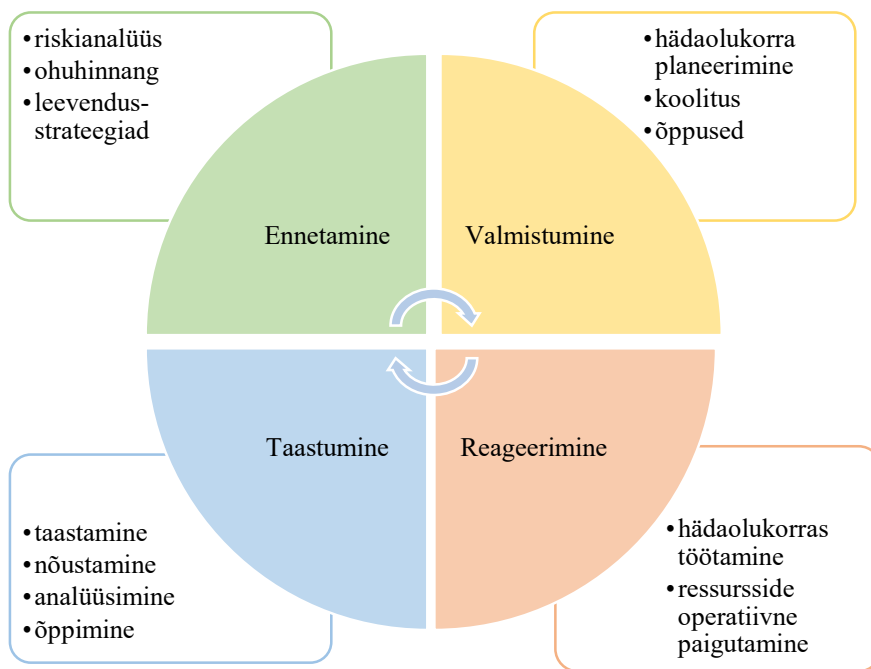 •riskianalüüs
•ohuhinnang
•leevendus-
strateegiad
•hädaolukorra
planeerimine
•koolitus
•õppused
Ennetamine
Valmistumine
Taastumine
Reageerimine
•taastamine
•nõustamine
•analüüsimine
•õppimine
•hädaolukorras
töötamine
•ressursside
operatiivne
paigutamine